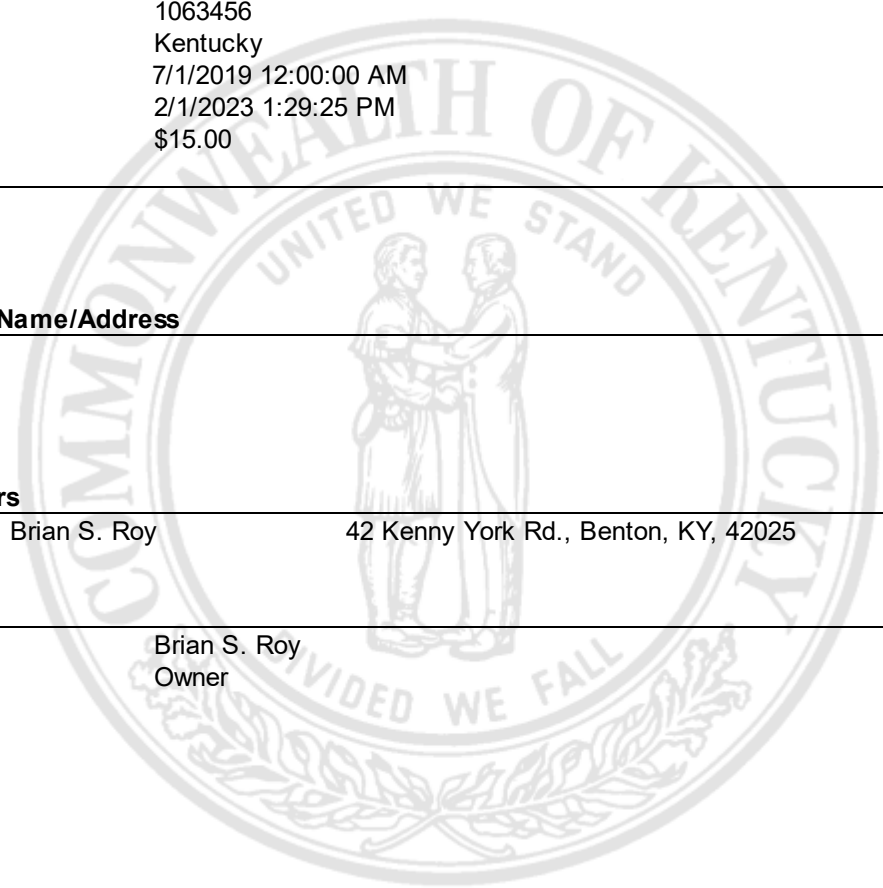 1063456
Kentucky
7/1/2019 12:00:00 AM
2/1/2023 1:29:25 PM
$15.00
COMMONWEALTH OF KENTUCKY
UNITED WE STAND
Name/Address
rs
Brian S. Roy 42 Kenny York Rd., Benton, KY, 42025
Brian S. Roy
Owner
DIVIDED WE FALL